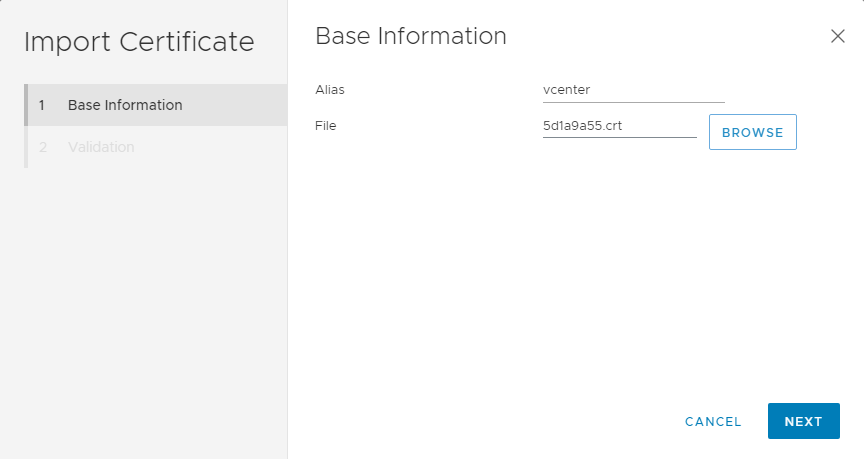 Import Certificate
1 Base Information
2 Validation
Base Information
Alias vcenter
File 5d1a9a55.crt BROWSE
CANCEL NEXT